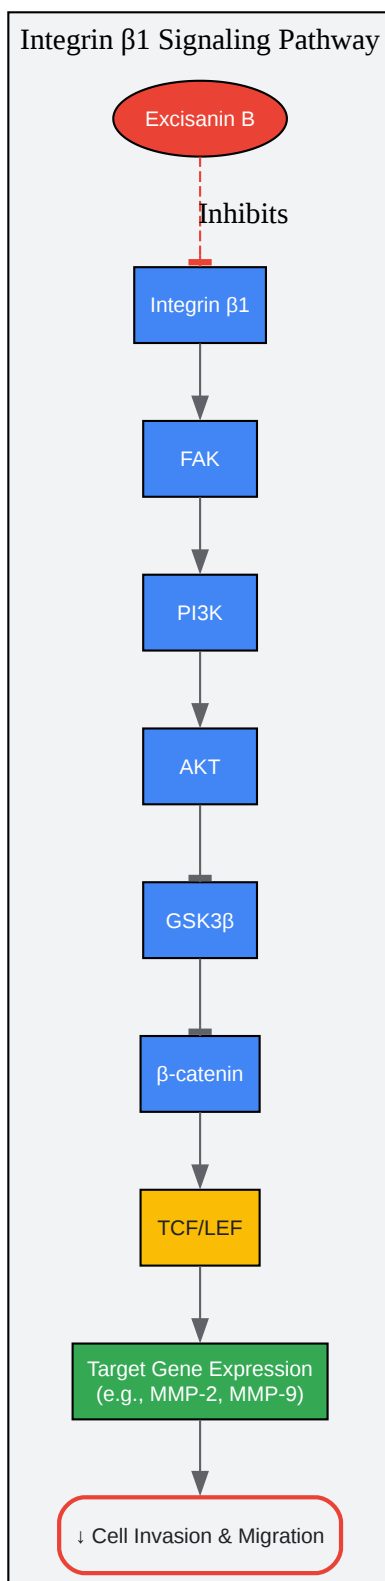 Integrin β1 Signaling Pathway
Excisanin B
Inhibits
Integrin β1
FAK
PI3K
AKT
GSK3β
β-catenin
TCF/LEF
Target Gene Expression
(e.g., MMP-2, MMP-9)
↓ Cell Invasion & Migration